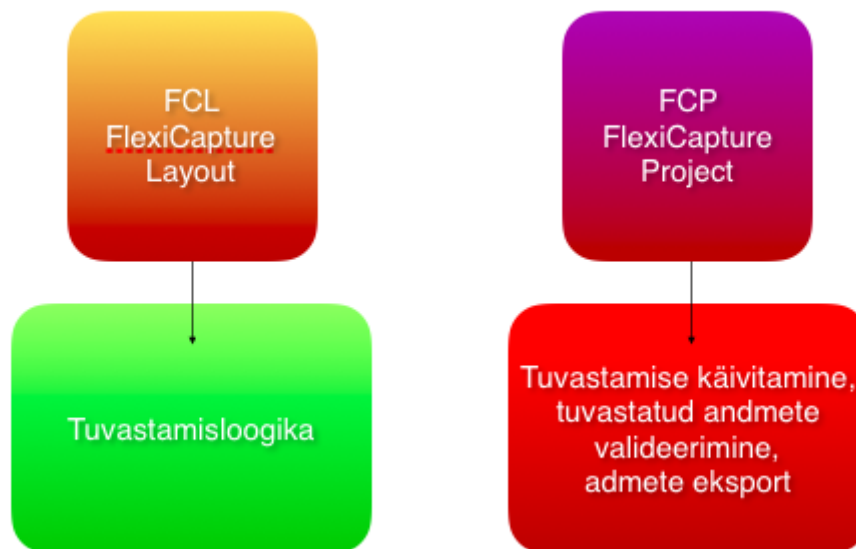 FCL
FlexiCapture
Layout
FCP
FlexiCapture
Project
Tuvastamisloogika
Tuvastamise käivitamine,
tuvastatud andmete
valideerimine,
admete eksport